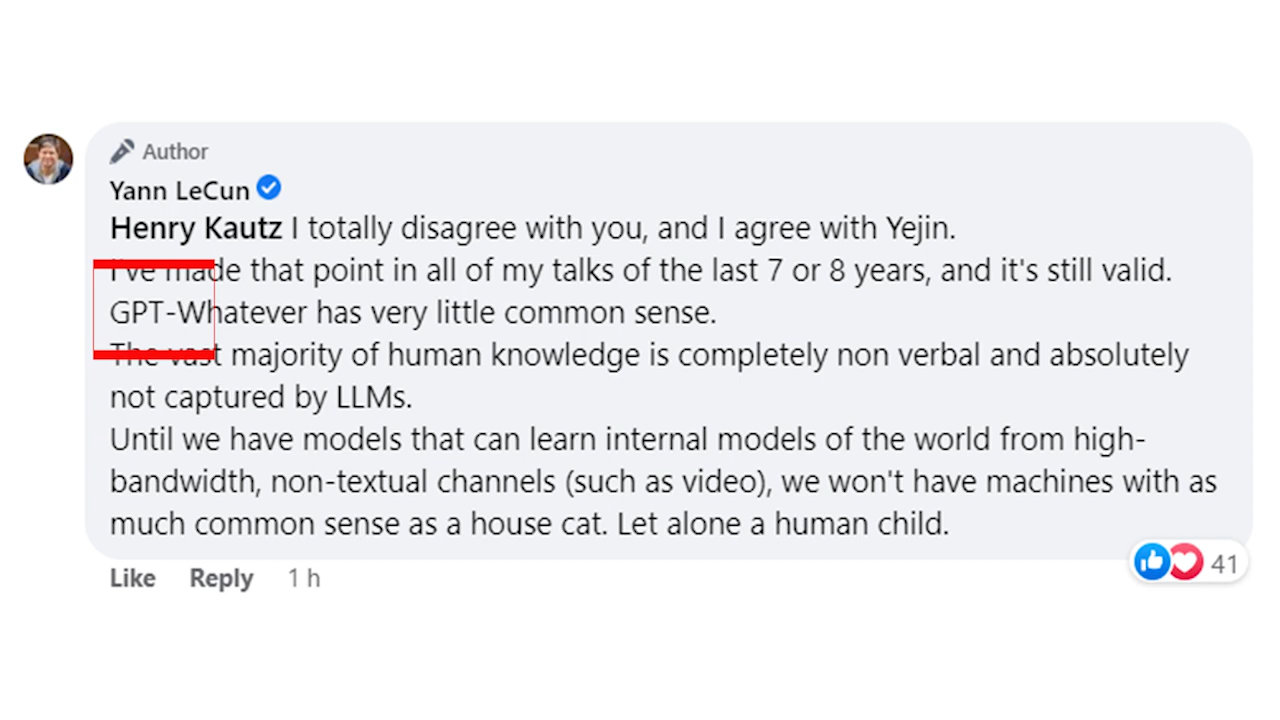 Author
Yann LeCun
Henry Kautz I totally disagree with you, and I agree with Yejin.
I've made that point in all of my talks of the last 7 or 8 years, and it's still valid.
GPT-Whatever has very little common sense.
The vast majority of human knowledge is completely non verbal and absolutely
not captured by LLMs.
Until we have models that can learn internal models of the world from high-
bandwidth, non-textual channels (such as video), we won't have machines with as
much common sense as a house cat. Let alone a human child.
Like Reply 1 h 41